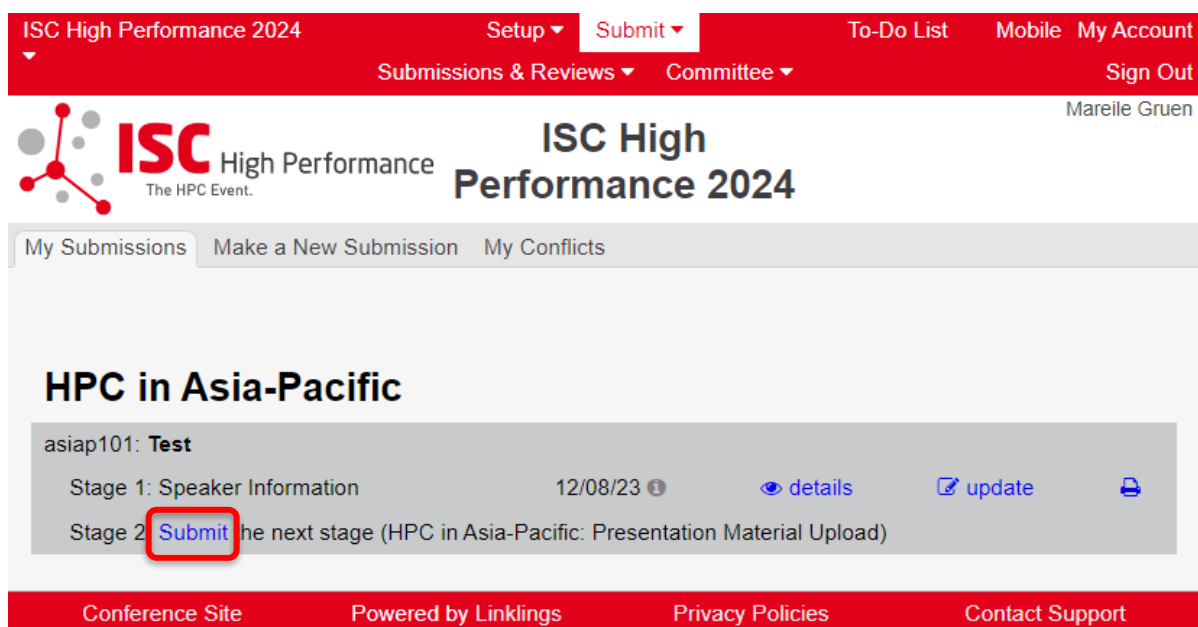 ISC High Performance 2024 Setup Submit To-Do List Mobile My Account
Submissions & Reviews Committee Sign Out
Mareile Gruen
ISC High Performance
The HPC Event.
ISC High
Performance 2024
My Submissions Make a New Submission My Conflicts
HPC in Asia-Pacific
asiap101: Test
Stage 1: Speaker Information 12/08/23 details update
Stage 2 Submit the next stage (HPC in Asia-Pacific: Presentation Material Upload)
Conference Site Powered by Linklings Privacy Policies Contact Support